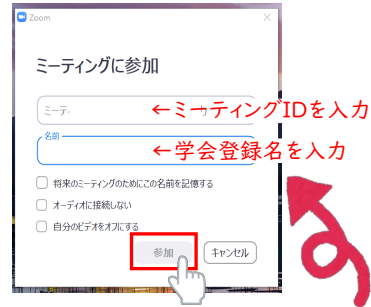 Zoom
ミーティングに参加
ミーテ
←ミーティングIDを入力
名前
←学会登録名を入力
将来のミーティングのためにこの名前を記憶する
オーディオに接続しない
自分のビデオをオフにする
参加 キャンセル